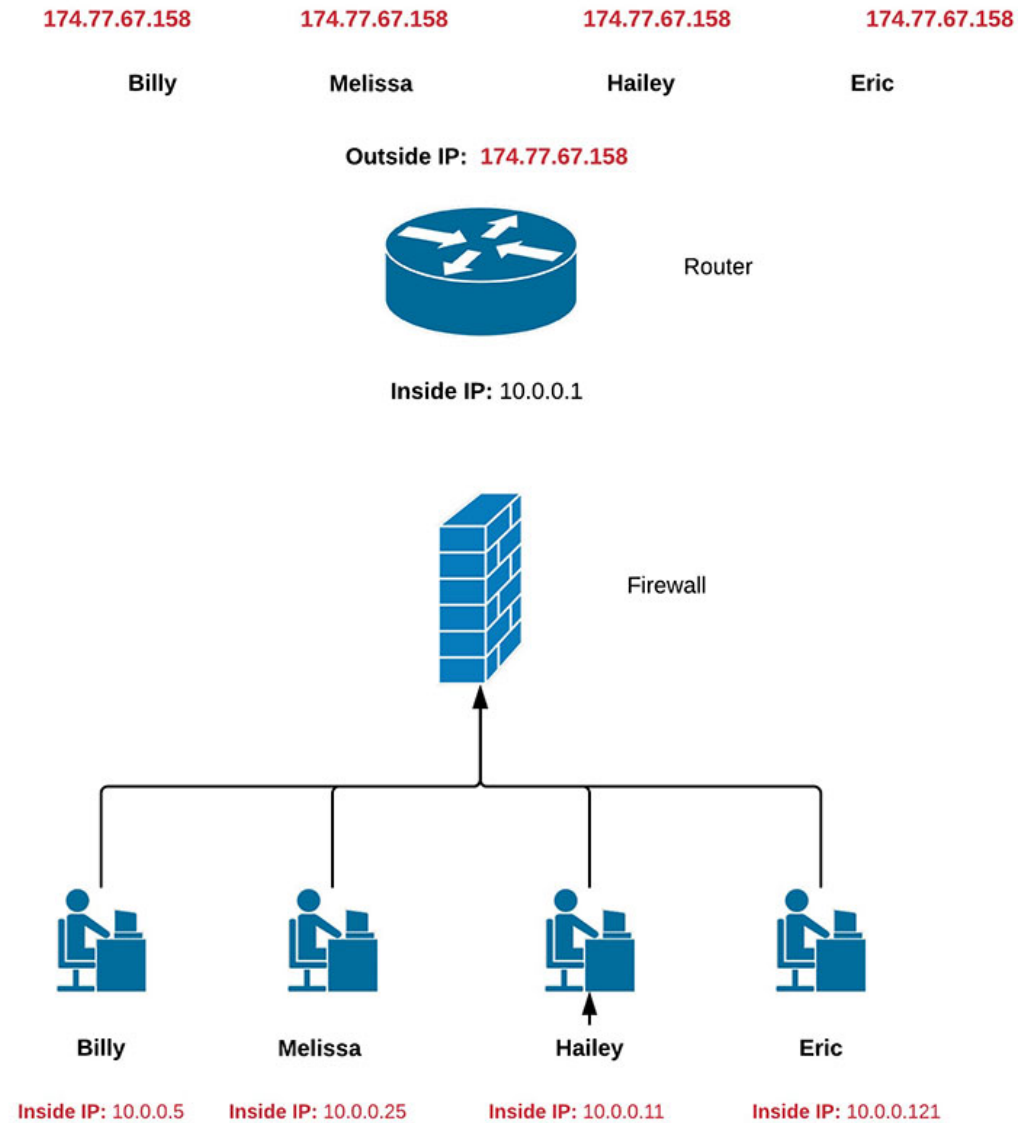 174.77.67.158 174.77.67.158 174.77.67.158 174.77.67.158
Billy Melissa Hailey Eric
Outside IP: 174.77.67.158
Router
Inside IP: 10.0.0.1
Firewall
Billy Melissa Hailey Eric
Inside IP: 10.0.0.5 Inside IP: 10.0.0.25 Inside IP: 10.0.0.11 Inside IP: 10.0.0.121